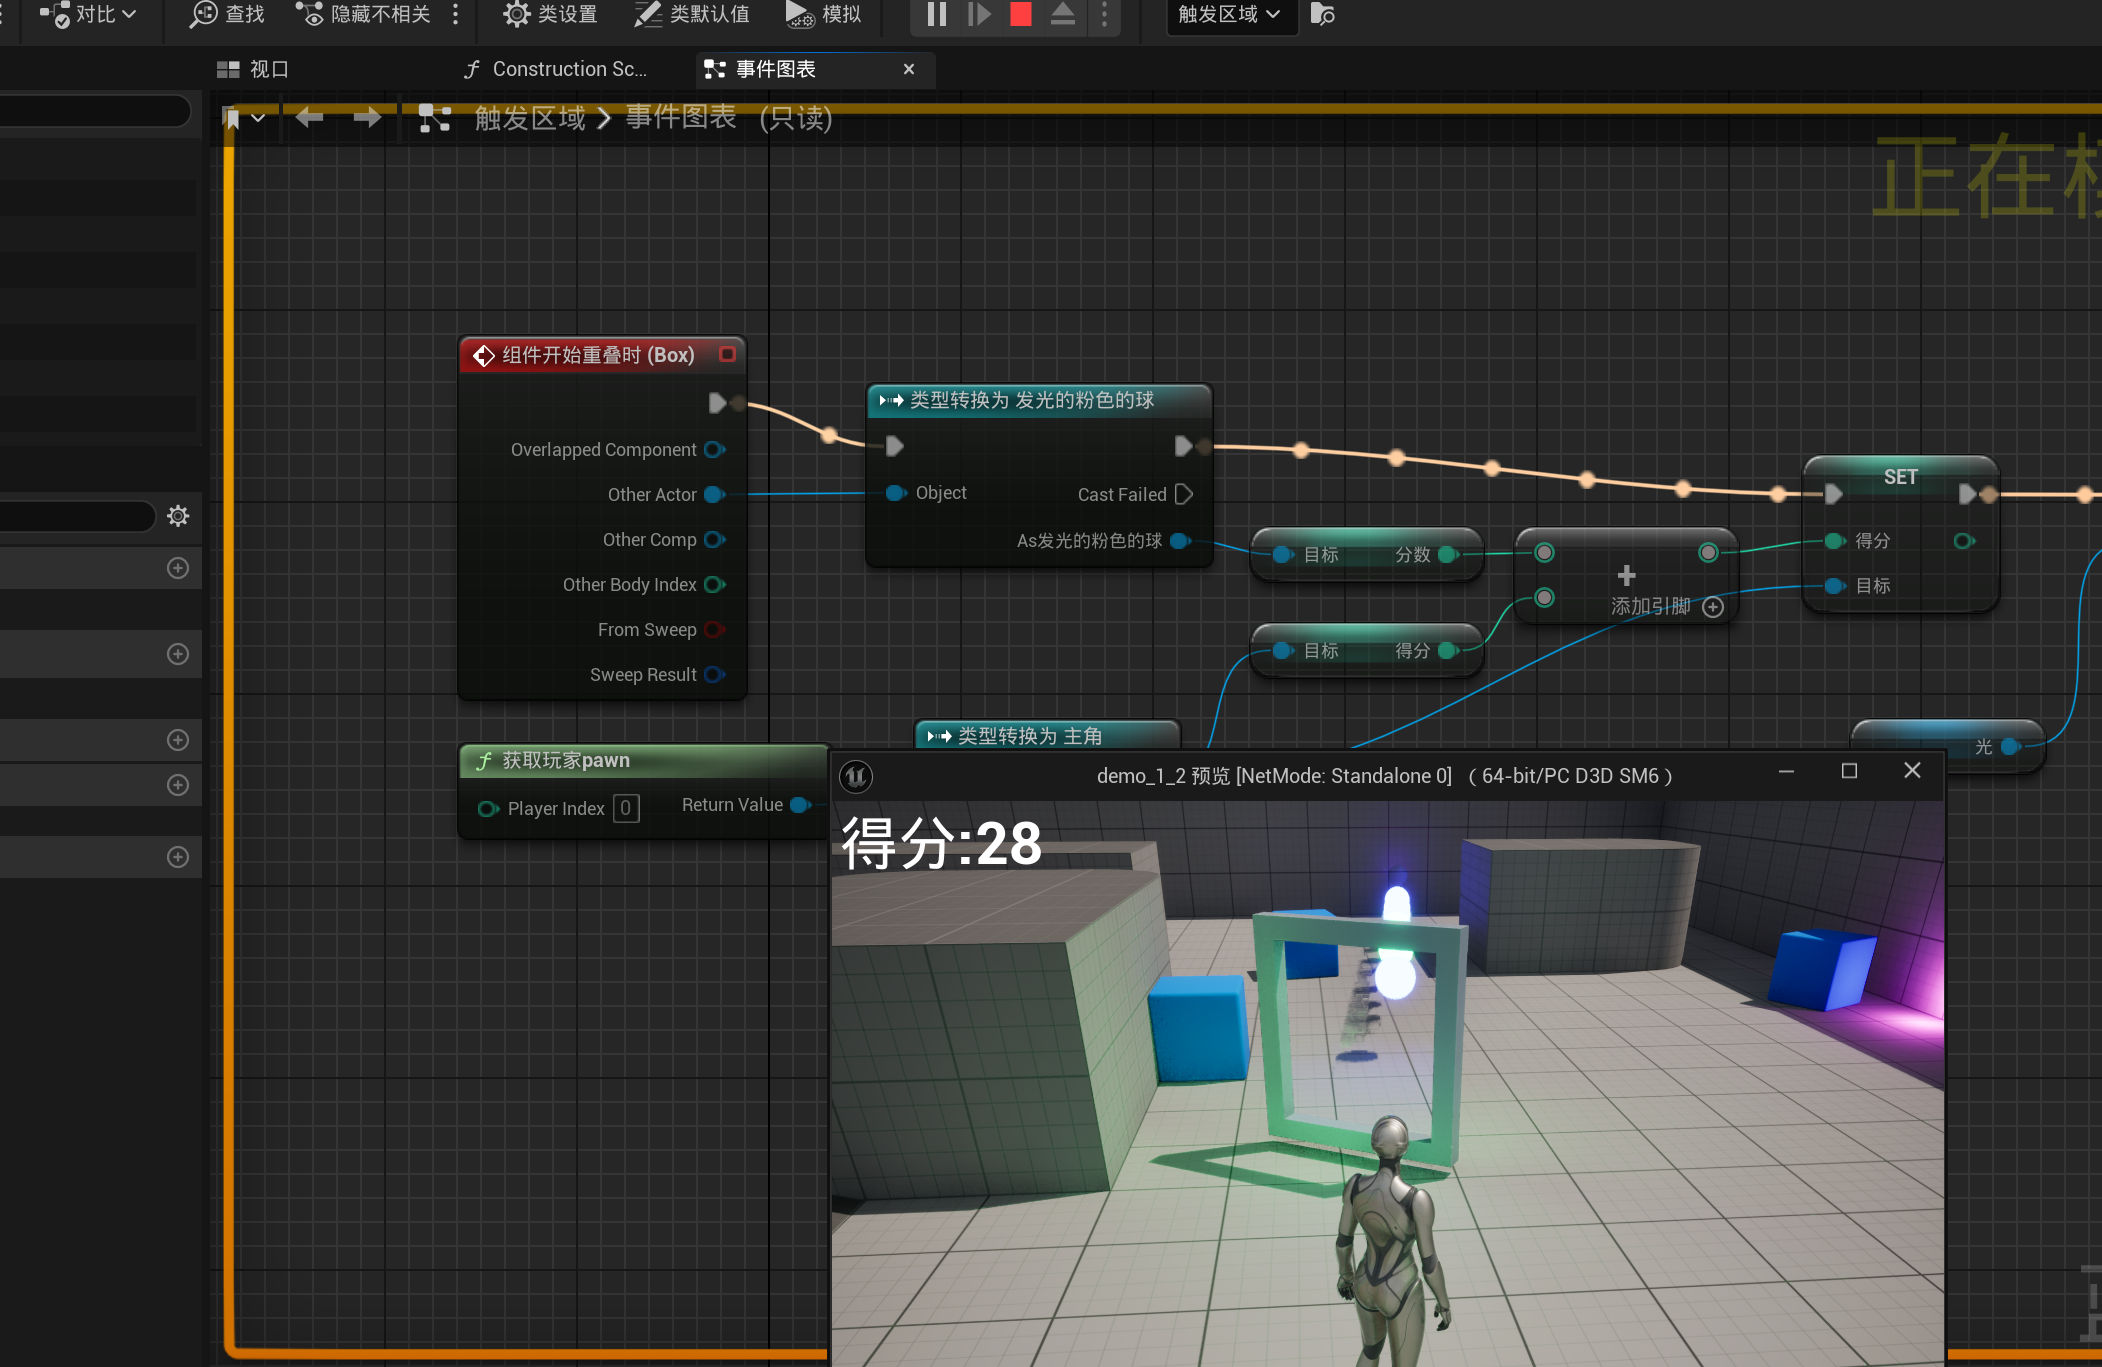 对比
查找
隐藏不相关
类设置
类默认值
模拟
触发区域
视口
Construction Sc...
事件图表
触发区域 > 事件图表 (只读)
正在
组件开始重叠时 (Box)
Overlapped Component
Other Actor
Other Comp
Other Body Index
From Sweep
Sweep Result
类型转换为 发光的粉色的球
Object
Cast Failed
As发光的粉色的球
目标 分数
目标 得分
添加引脚
SET
得分
目标
类型转换为 主角
光
获取玩家pawn
Player Index 0
Return Value
demo_1_2 预览 [NetMode: Standalone 0] （64-bit/PC D3D SM6）
得分:28